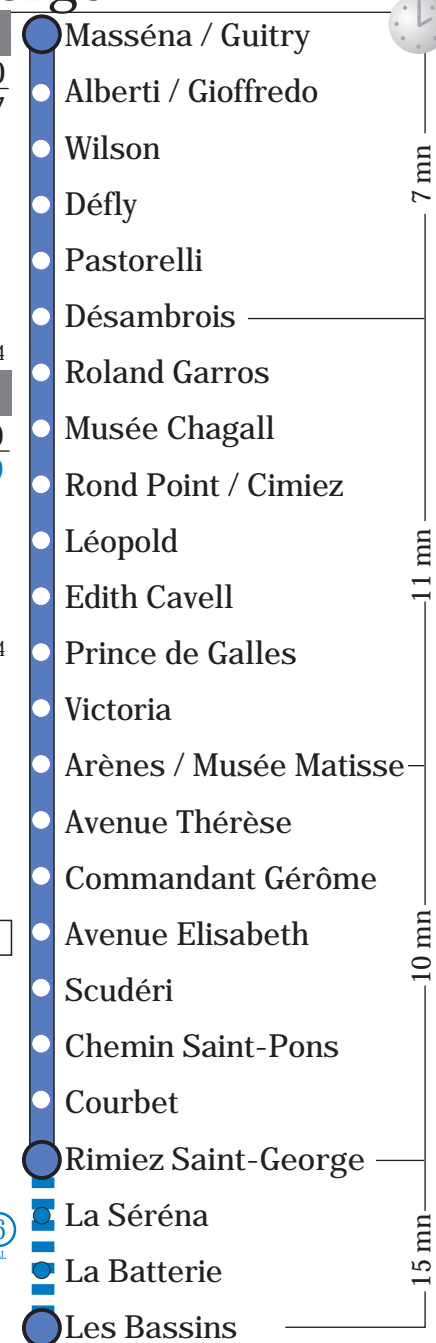 Masséna / Guitry
Alberti / Gioffredo
Wilson
Défly
Pastorelli
Désambrois
7 mn
Roland Garros
Musée Chagall
Rond Point / Cimiez
Léopold
Edith Cavell
Prince de Galles
Victoria
Arènes / Musée Matisse
11 mn
Avenue Thérèse
Commandant Gérôme
Avenue Elisabeth
Scudéri
Chemin Saint-Pons
Courbet
Rimiez Saint-George
10 mn
La Séréna
La Batterie
Les Bassins
15 mn